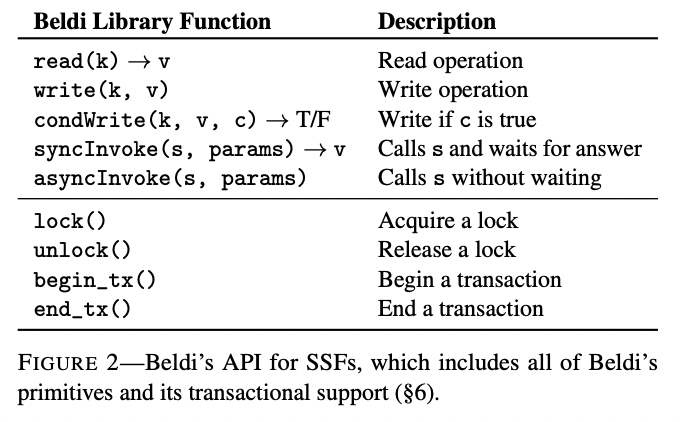 Beldi Library Function Description
read(k) → v Read operation
write(k, v) Write operation
condWrite(k, v, c) → T/F Write if c is true
syncInvoke(s, params) → v Calls s and waits for answer
asyncInvoke(s, params) Calls s without waiting
lock() Acquire a lock
unlock() Release a lock
begin_tx() Begin a transaction
end_tx() End a transaction
FIGURE 2—Beldi's API for SSFs, which includes all of Beldi's
primitives and its transactional support (§6).